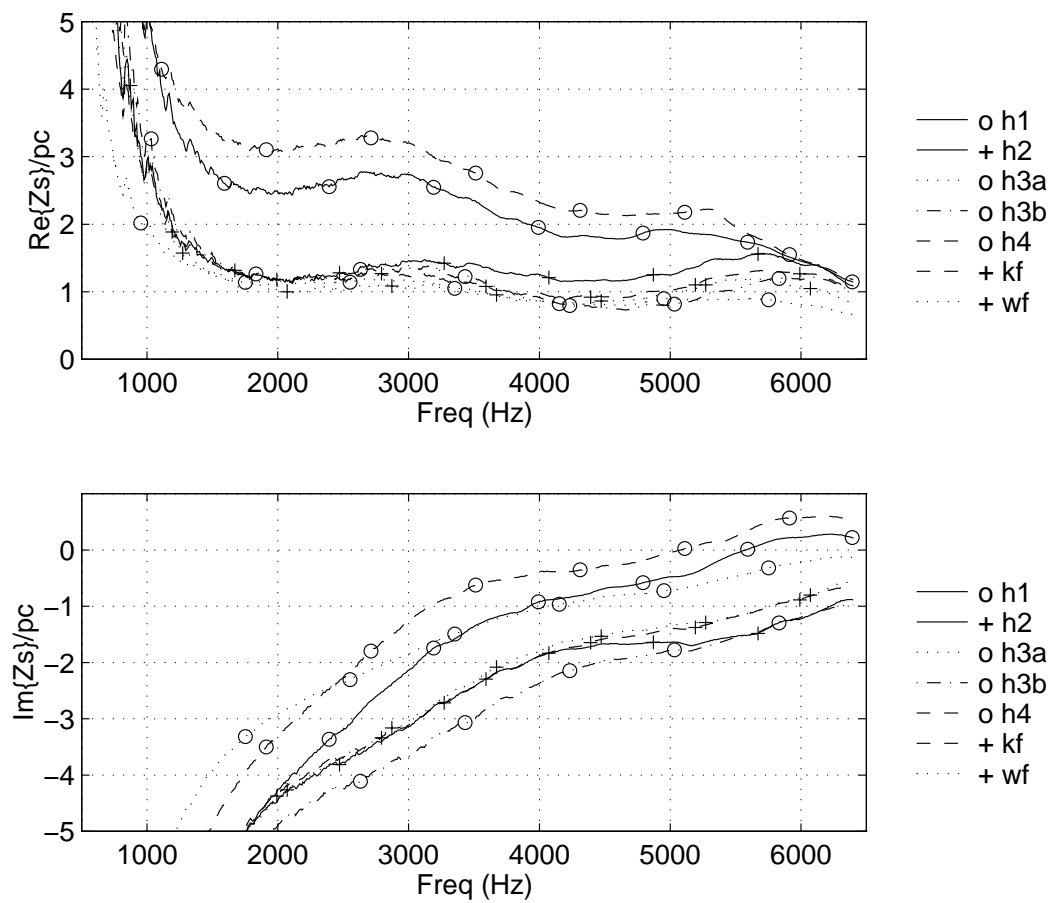 5
4
3
2
1
0
Re{Zs}/pc
1000 2000 3000 4000 5000 6000
Freq (Hz)
o h1
+ h2
o h3a
o h3b
o h4
+ kf
+ wf
0
−1
−2
−3
−4
−5
Im{Zs}/pc
1000 2000 3000 4000 5000 6000
Freq (Hz)
o h1
+ h2
o h3a
o h3b
o h4
+ kf
+ wf